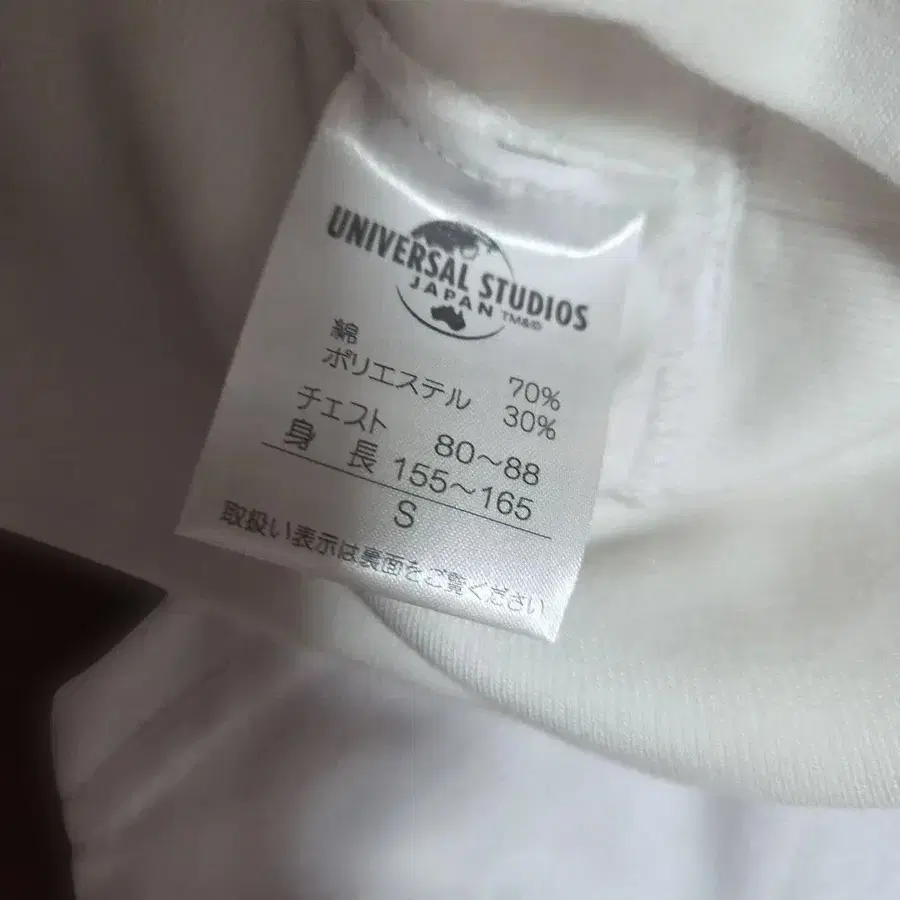 UNIVERSAL STUDIOS
JAPAN TM&©
綿 70%
ポリエステル 30%
チェスト 80～88
身 長 155～165
S
取扱い表示は裏面をご覧ください